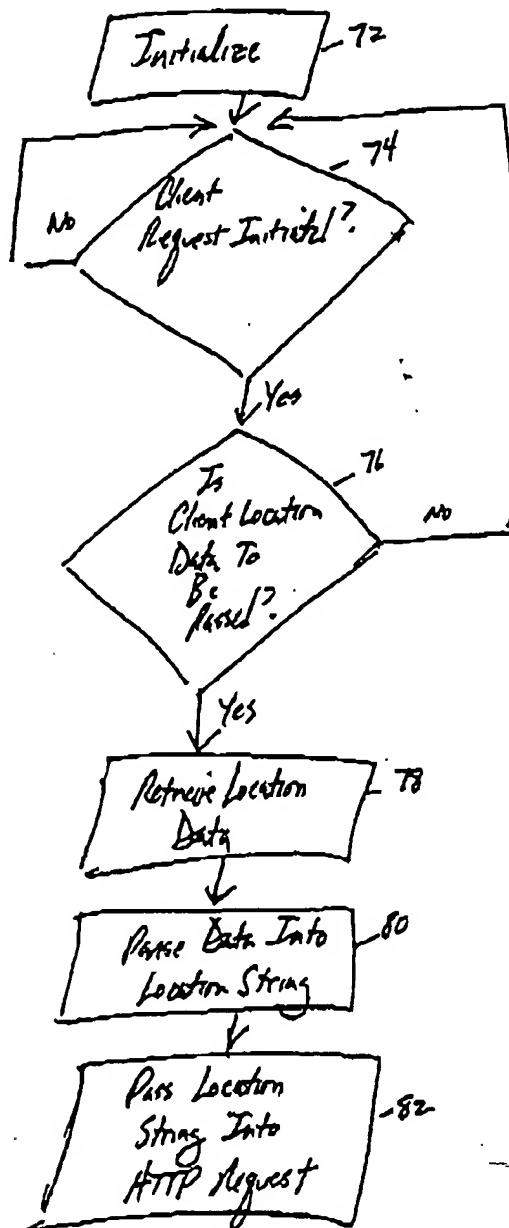 Initialize
72
74
Client
Request Initiated?
No
Yes
76
Is
Client Location
Data To
Be
Passed?
No
Yes
Retrieve Location
Data
78
Parse Data Into
Location String
80
Pass Location
String Into
HTTP Request
82